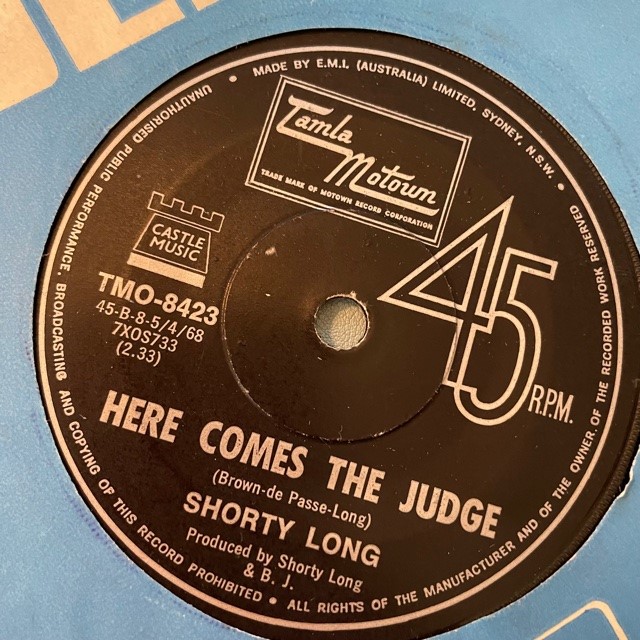 MADE BY E.M.I. (AUSTRALIA) LIMITED, SYDNEY, N.S.W. •
Tamla
Motown
TRADE MARK OF MOTOWN RECORD CORPORATION
CASTLE
MUSIC
TMO-8423
45-B-8-5/4/68
7XOS733
(2.33)
45 R.P.M.
HERE COMES THE JUDGE
(Brown-de Passe-Long)
SHORTY LONG
Produced by Shorty Long
& B. J.
• ALL RIGHTS OF THE MANUFACTURER AND OF THE OWNER OF THE RECORDED WORK RESERVED •
UNAUTHORISED PUBLIC PERFORMANCE, BROADCASTING AND COPYING OF THIS RECORD PROHIBITED •